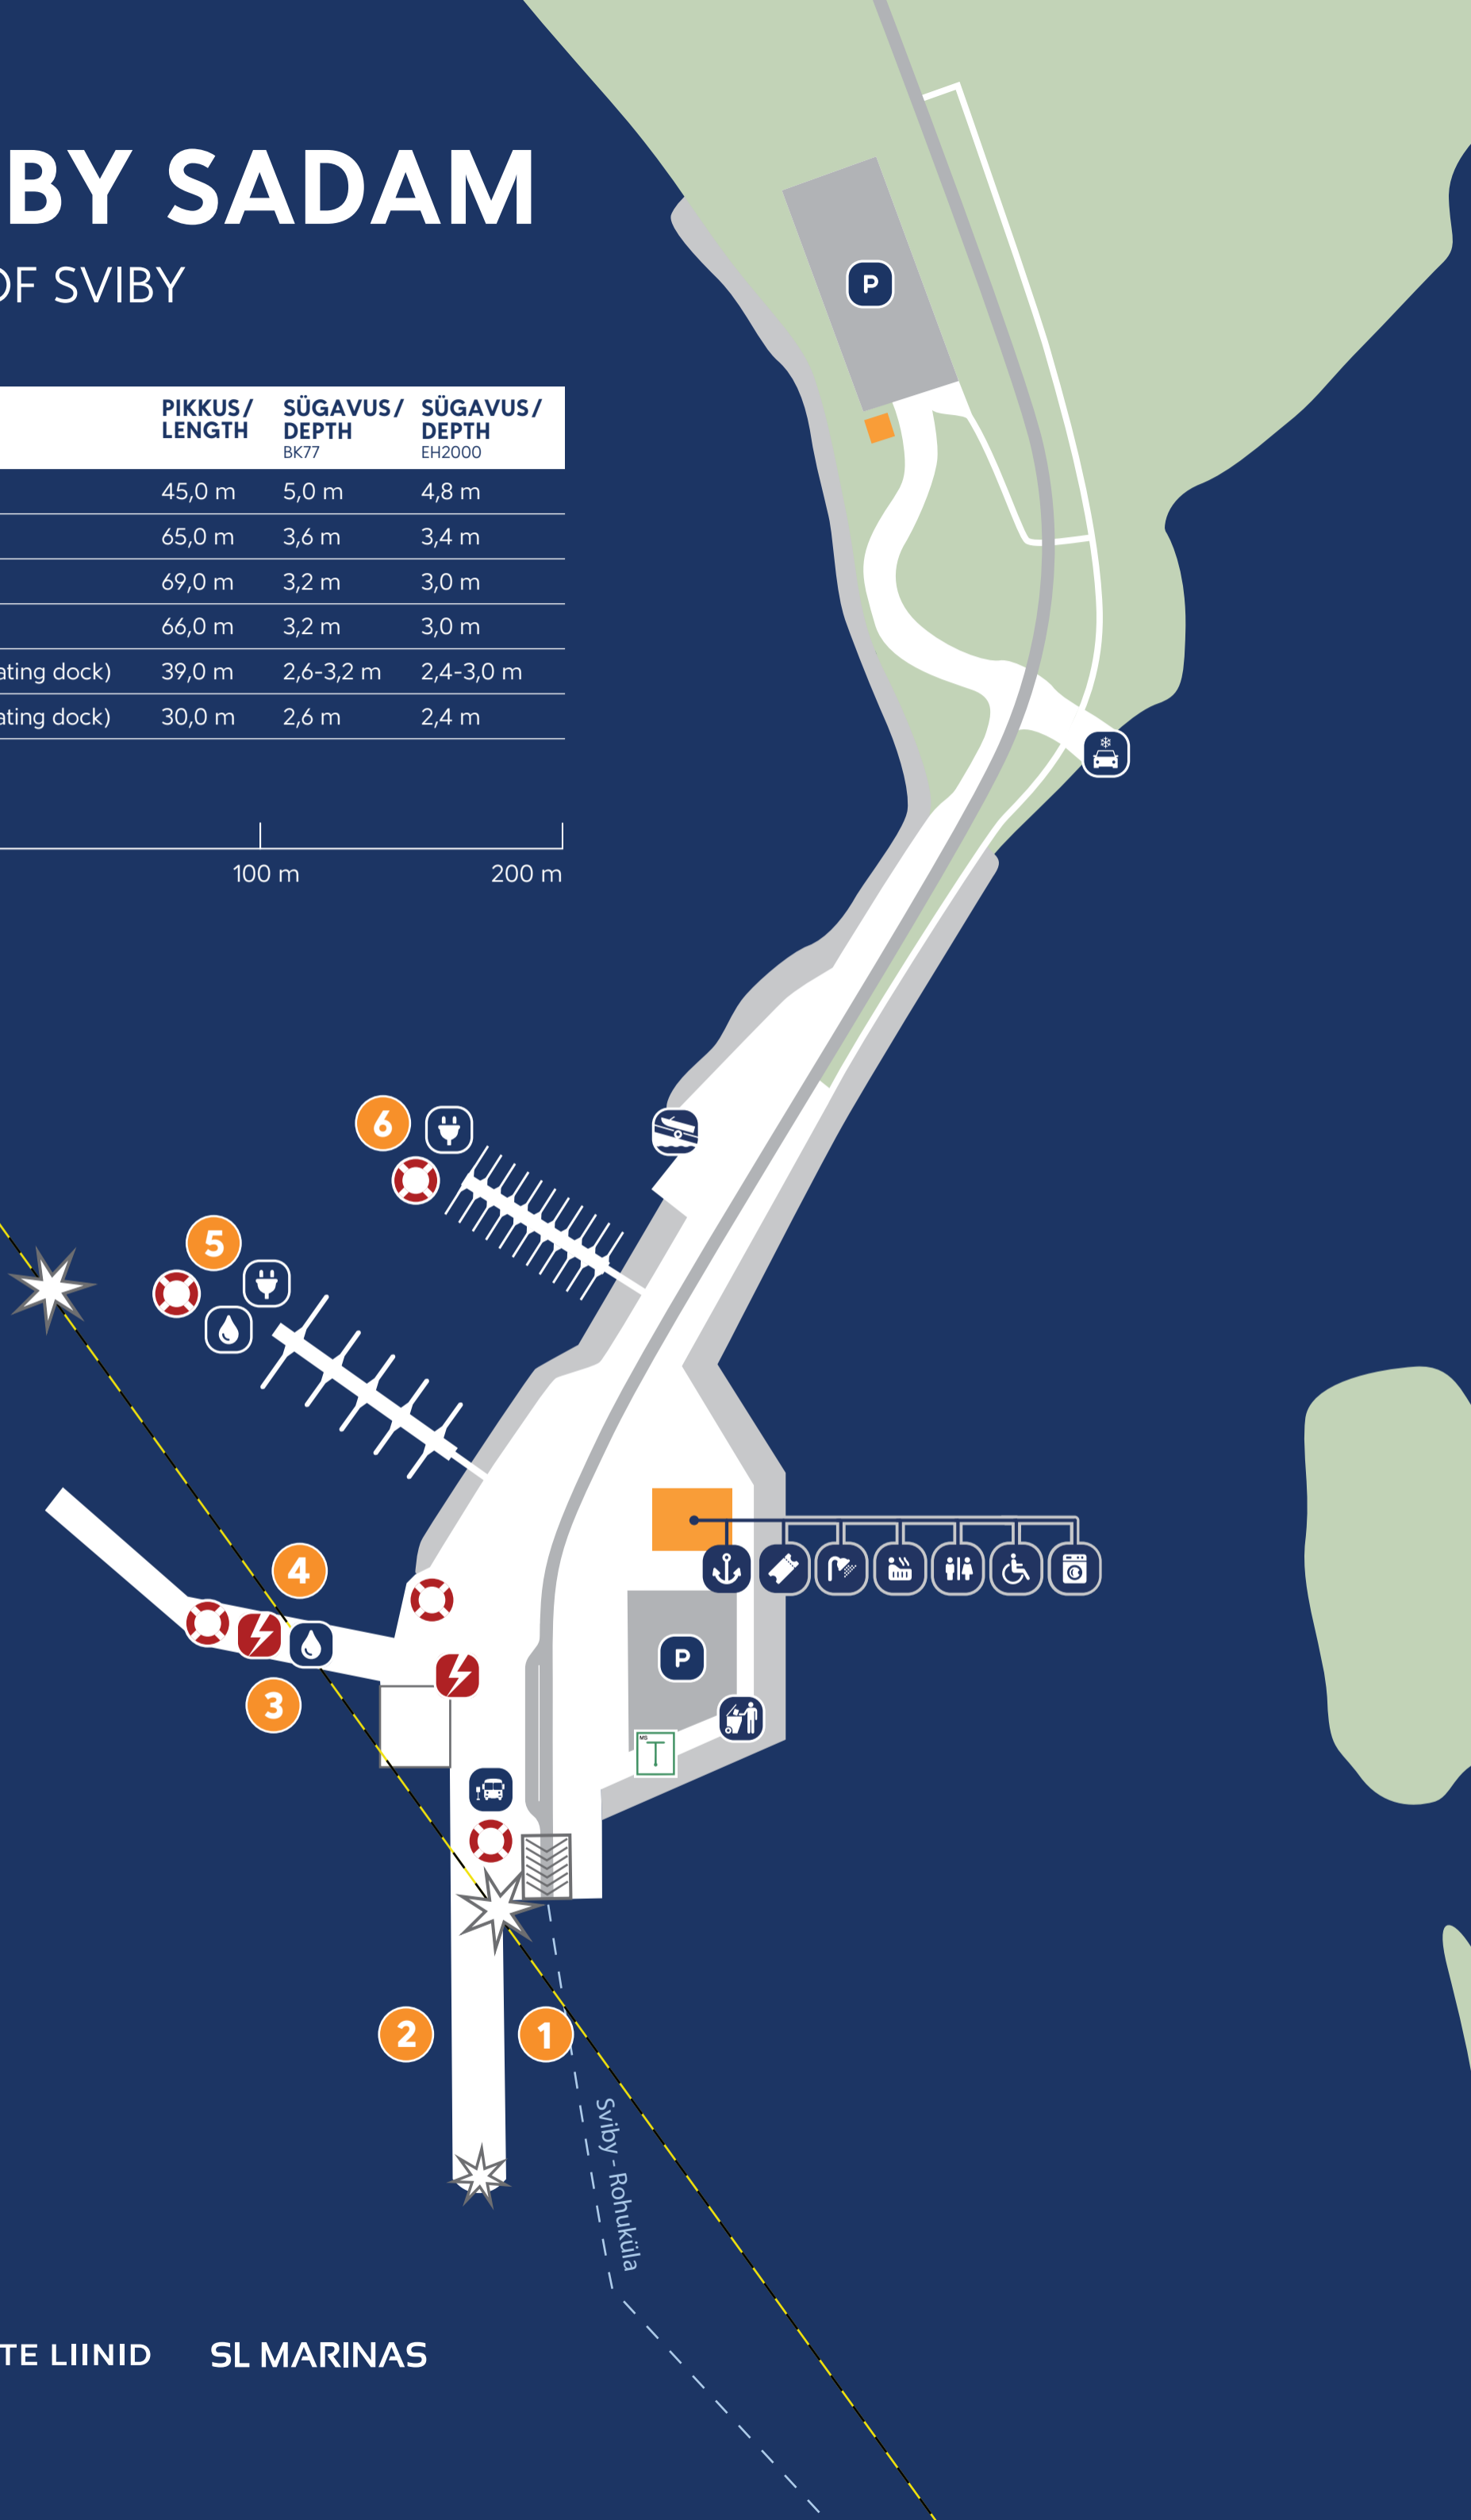 BY SADAM
OF SVIBY
PIKKUS/ SÜGAVUS/ SÜGAVUS/
LENGTH DEPTH DEPTH
BK77 EH2000
45,0 m 5,0 m 4,8 m
65,0 m 3,6 m 3,4 m
69,0 m 3,2 m 3,0 m
66,0 m 3,2 m 3,0 m
ating dock) 39,0 m 2,6-3,2 m 2,4-3,0 m
ating dock) 30,0 m 2,6 m 2,4 m
100 m 200 m
P
6
5
4
3
P
MS
T
2
1
Sviby - Rohuküla
TE LIINID SL MARINAS